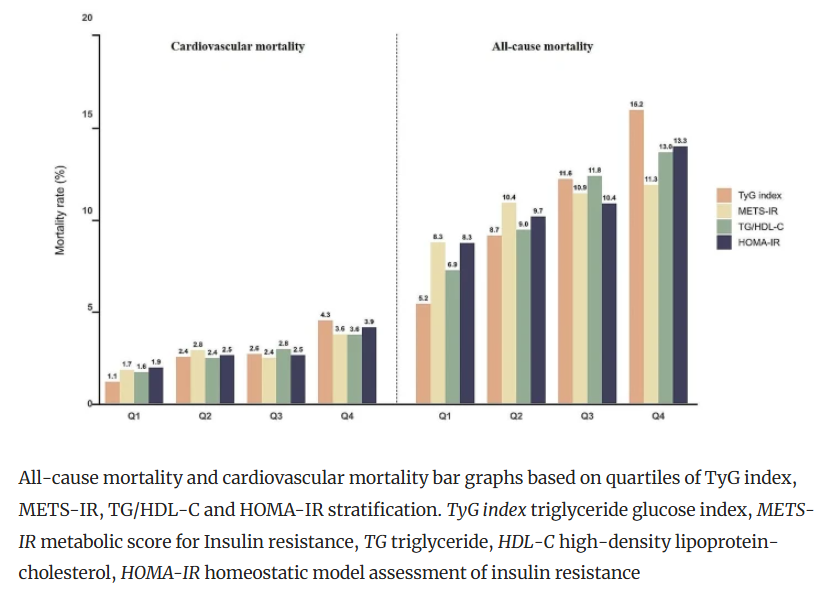 20
Cardiovascular mortality
All-cause mortality
15
10
5
0
Mortality rate (%)
1.1 1.7 1.6 1.9
2.4 2.8 2.4 2.5
2.6 2.4 2.8 2.5
4.3 3.6 3.6 3.9
5.2 8.3 6.9 8.3
8.7 10.4 9.0 9.7
11.6 10.9 11.8 10.4
15.2 11.3 13.0 13.3
Q1 Q2 Q3 Q4 Q1 Q2 Q3 Q4
TyG index
METS-IR
TG/HDL-C
HOMA-IR
All-cause mortality and cardiovascular mortality bar graphs based on quartiles of TyG index,
METS-IR, TG/HDL-C and HOMA-IR stratification. TyG index triglyceride glucose index, METS-
IR metabolic score for Insulin resistance, TG triglyceride, HDL-C high-density lipoprotein-
cholesterol, HOMA-IR homeostatic model assessment of insulin resistance